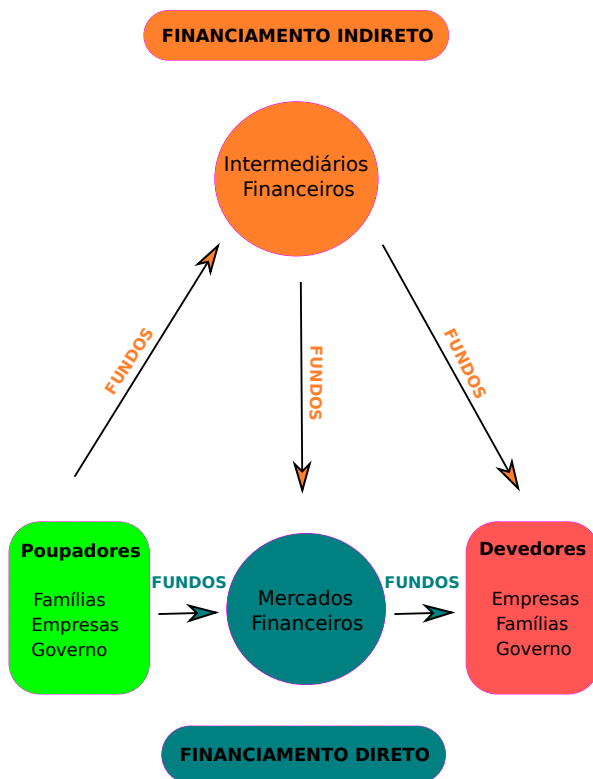 FINANCIAMENTO INDIRETO
Intermediários
Financeiros
FUNDOS
FUNDOS
FUNDOS
Poupadores
Famílias
Empresas
Governo
FUNDOS
Mercados
Financeiros
FUNDOS
Devedores
Empresas
Famílias
Governo
FINANCIAMENTO DIRETO